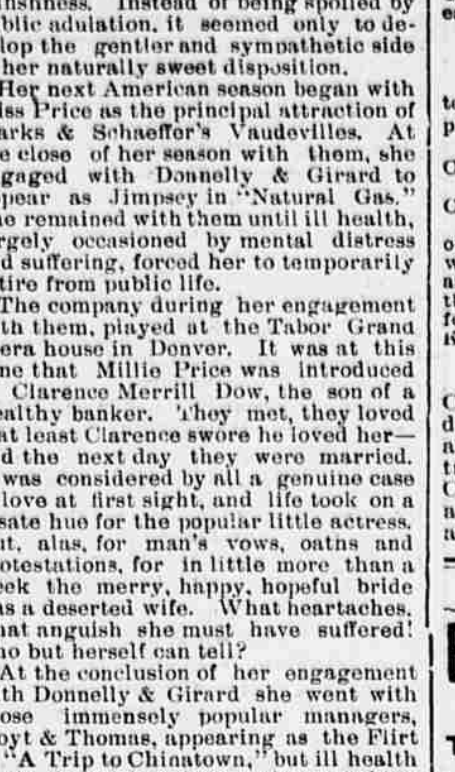 nishness. Instead of being spoiled by
blic adulation, it seemed only to de-
lop the gentler and sympathetic side
her naturally sweet disposition.
Her next American season began with
iss Price as the principal attraction of
arks & Schaeffer's Vaudevilles. At
e close of her season with them, she
gaged with Donnelly & Girard to
pear as Jimpsey in "Natural Gas."
he remained with them until ill health,
rgely occasioned by mental distress
d suffering, forced her to temporarily
tire from public life.
The company during her engagement
th them, played at the Tabor Grand
era house in Denver. It was at this
me that Millie Price was introduced
Clarence Merrill Dow, the son of a
ealthy banker. They met, they loved
at least Clarence swore he loved her—
d the next day they were married.
was considered by all a genuine case
love at first sight, and life took on a
sate hue for the popular little actress.
ut, alas, for man's vows, oaths and
otestations, for in little more than a
eek the merry, happy, hopeful bride
as a deserted wife. What heartaches,
hat anguish she must have suffered!
ho but herself can tell?
At the conclusion of her engagement
th Donnelly & Girard she went with
ose immensely popular managers,
oyt & Thomas, appearing as the Flirt
"A Trip to Chinatown," but ill health